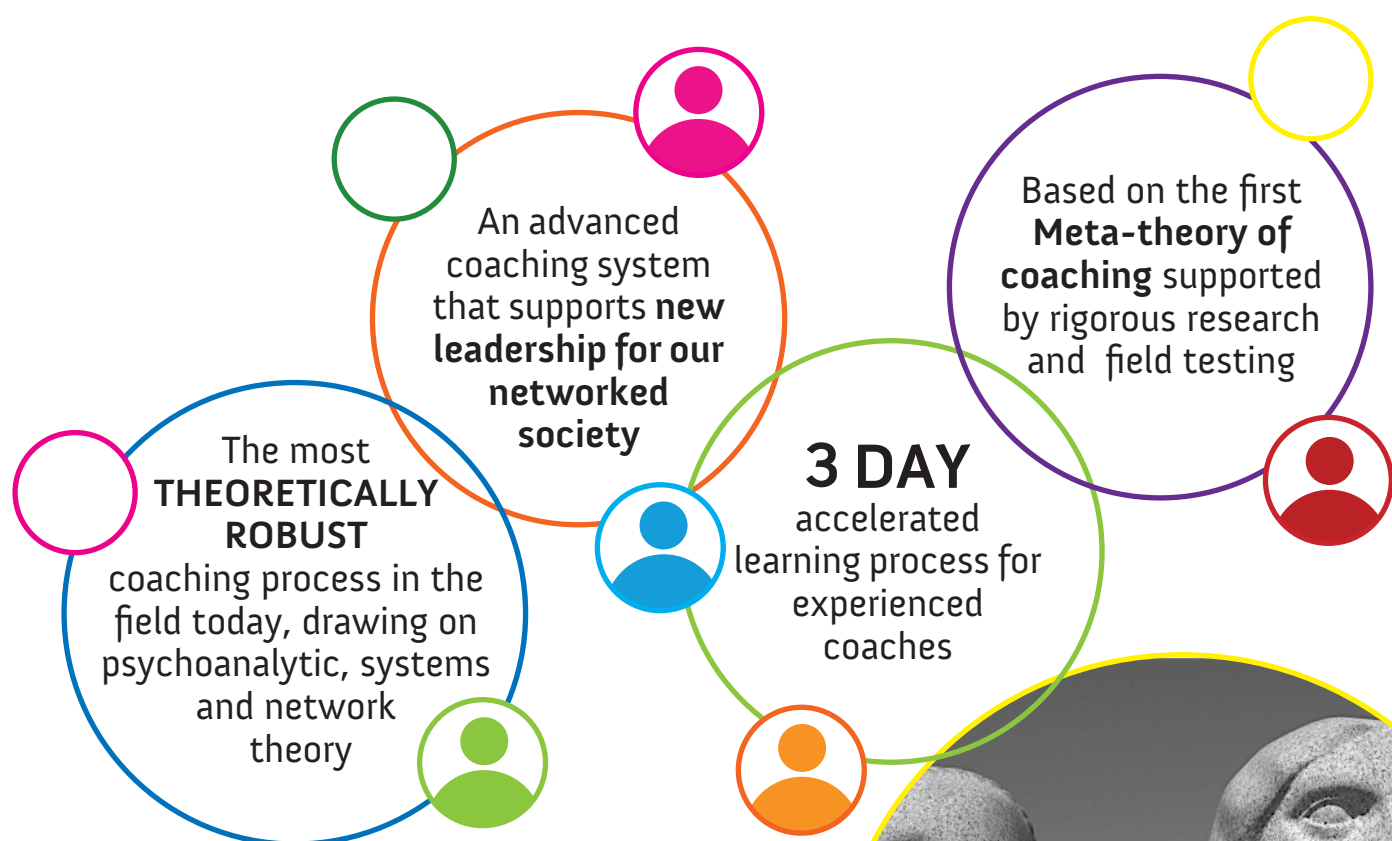 An advanced
coaching system
that supports new
leadership for our
networked
society
Based on the first
Meta-theory of
coaching supported
by rigorous research
and field testing
The most
THEORETICALLY
ROBUST
coaching process in the
field today, drawing on
psychoanalytic, systems
and network
theory
3 DAY
accelerated
learning process for
experienced
coaches